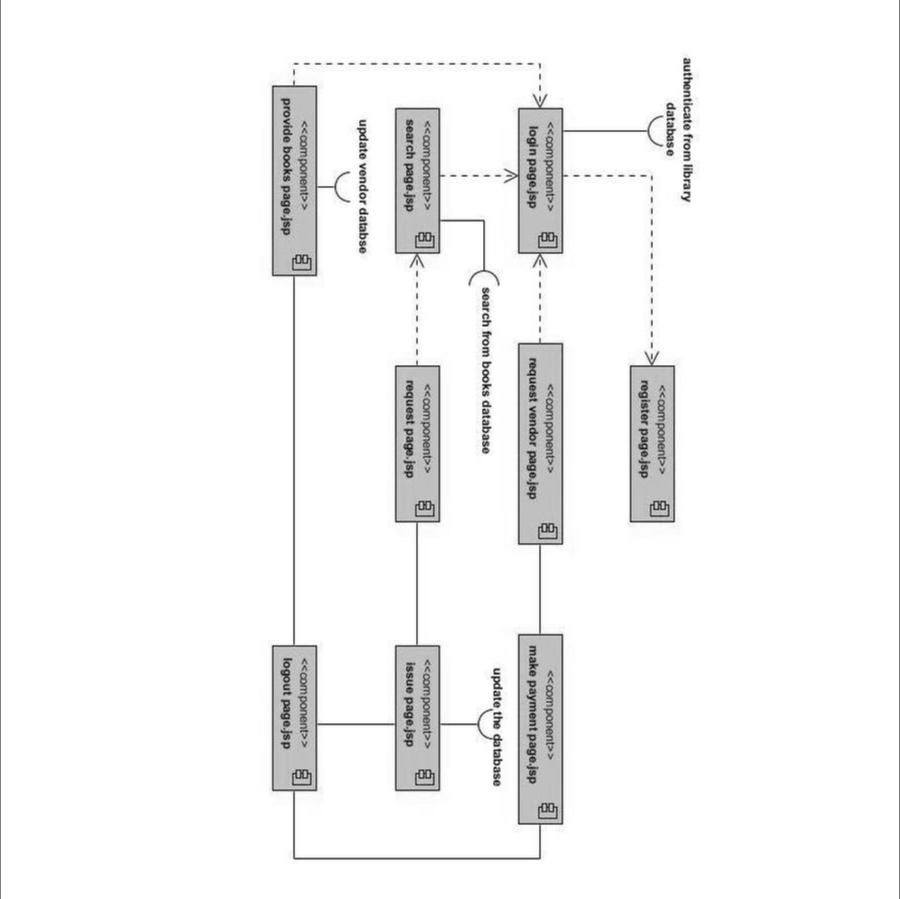 authenticate from library
database
<<component>>
register page.jsp
<<component>>
login page.jsp
<<component>>
request vendor page.jsp
<<component>>
make payment page.jsp
search from books database
update the database
<<component>>
search page.jsp
<<component>>
request page.jsp
<<component>>
issue page.jsp
update vendor databse
<<component>>
provide books page.jsp
<<component>>
logout page.jsp